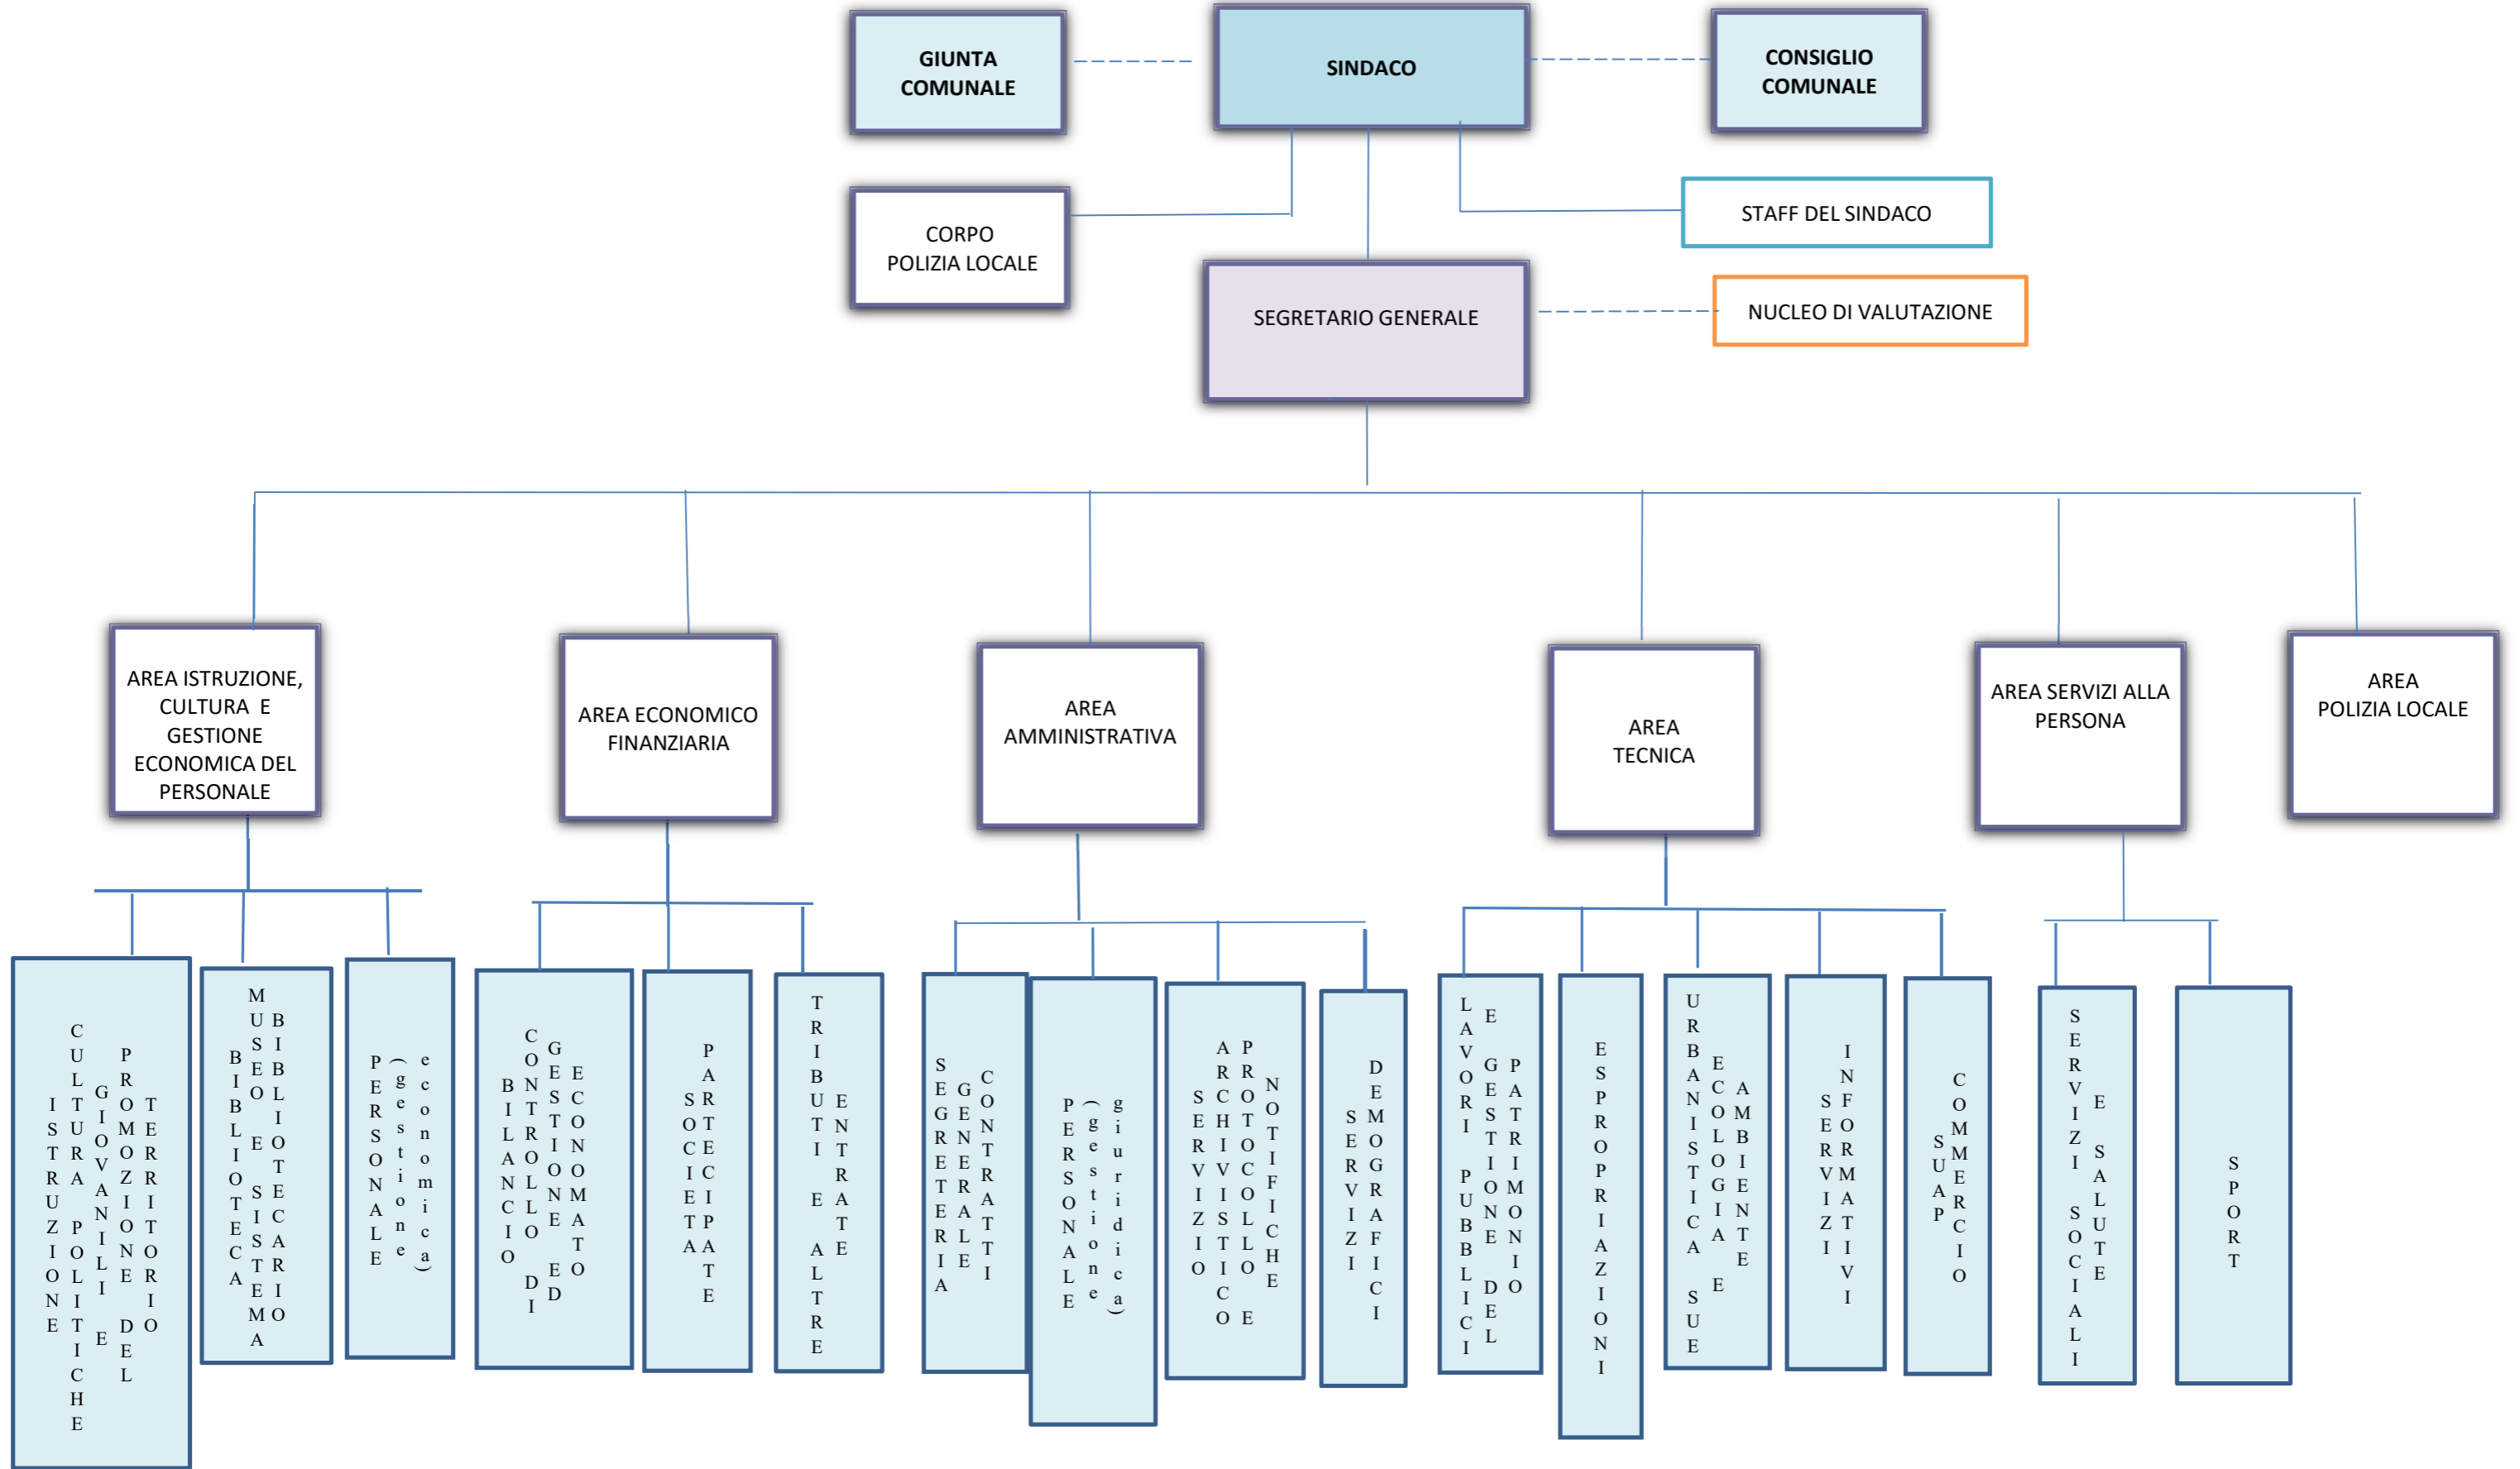 GIUNTA
COMUNALE
SINDACO
CONSIGLIO
COMUNALE
CORPO
POLIZIA LOCALE
STAFF DEL SINDACO
SEGRETARIO GENERALE
NUCLEO DI VALUTAZIONE
AREA ISTRUZIONE,
CULTURA E
GESTIONE
ECONOMICA DEL
PERSONALE
AREA ECONOMICO
FINANZIARIA
AREA
AMMINISTRATIVA
AREA
TECNICA
AREA SERVIZI ALLA
PERSONA
AREA
POLIZIA LOCALE
ISTRUZIONE
CULTURA POLITICHE
GIOVANILI E
PROMOZIONE DEL
TERRITORIO
BIBLIOTECA
MUSEO E SISTEMA
BIBLIOTECARIO
PERSONALE
(gestione
economica)
BILANCIO
CONTROLLO DI
GESTIONE ED
ECONOMATO
SOCIETA
PARTECIPATE
TRIBUTI E ALTRE
ENTRATE
SEGRETERIA
GENERALE
CONTRATTI
PERSONALE
(gestione
giuridica)
SERVIZIO
ARCHIVISTICO
PROTOCOLLO E
NOTIFICHE
SERVIZI
DEMOGRAFICI
LAVORI PUBBLICI
E GESTIONE DEL
PATRIMONIO
ESPROPRIAZIONI
URBANISTICA SUE
ECOLOGIA E
AMBIENTE
SERVIZI
INFORMATIVI
SUAP
COMMERCIO
SERVIZI SOCIALI
E SALUTE
SPORT